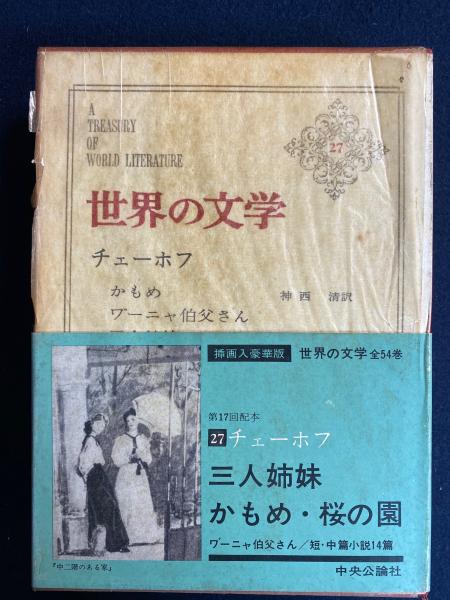 A
TREASURY
OF
WORLD LITERATURE
27
世界の文学
チェーホフ
かもめ
神西 清訳
ワーニャ伯父さん
挿画入豪華版 世界の文学全54巻
第17回配本
27 チェーホフ
三人姉妹
かもめ・桜の園
ワーニャ伯父さん/短・中篇小説14篇
『中二階のある家』
中央公論社